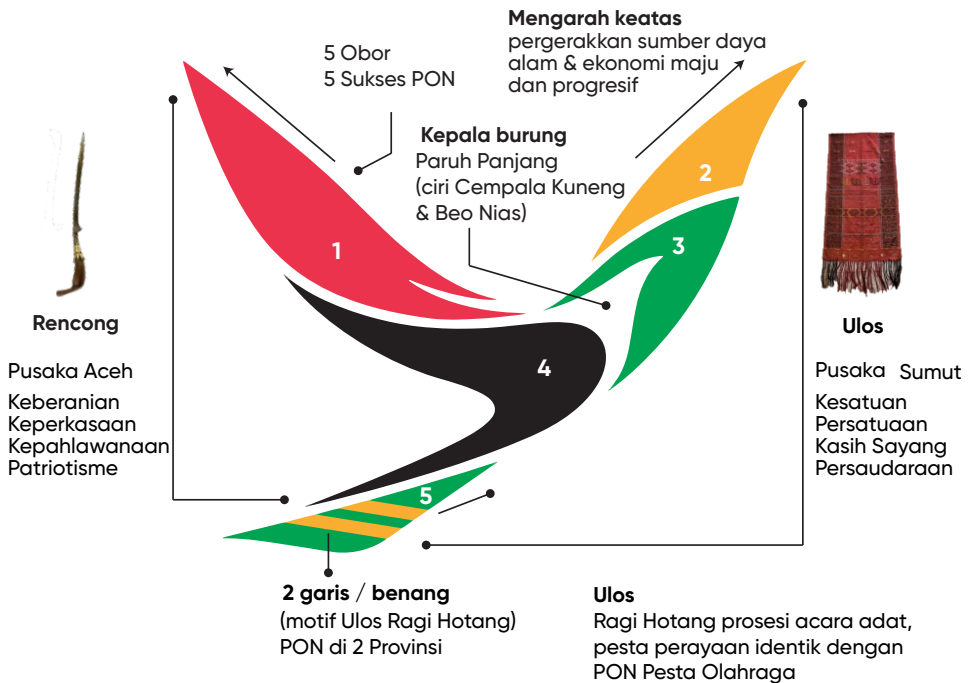 5 Obor
5 Sukses PON
Mengarah keatas
pergerakkan sumber daya
alam & ekonomi maju
dan progresif
Kepala burung
Paruh Panjang
(ciri Cempala Kuneng
& Beo Nias)
1
2
3
4
5
Rencong
Pusaka Aceh
Keberanian
Keperkasaan
Kepahlawanaan
Patriotisme
Ulos
Pusaka Sumut
Kesatuan
Persatuaan
Kasih Sayang
Persaudaraan
2 garis / benang
(motif Ulos Ragi Hotang)
PON di 2 Provinsi
Ulos
Ragi Hotang prosesi acara adat,
pesta perayaan identik dengan
PON Pesta Olahraga